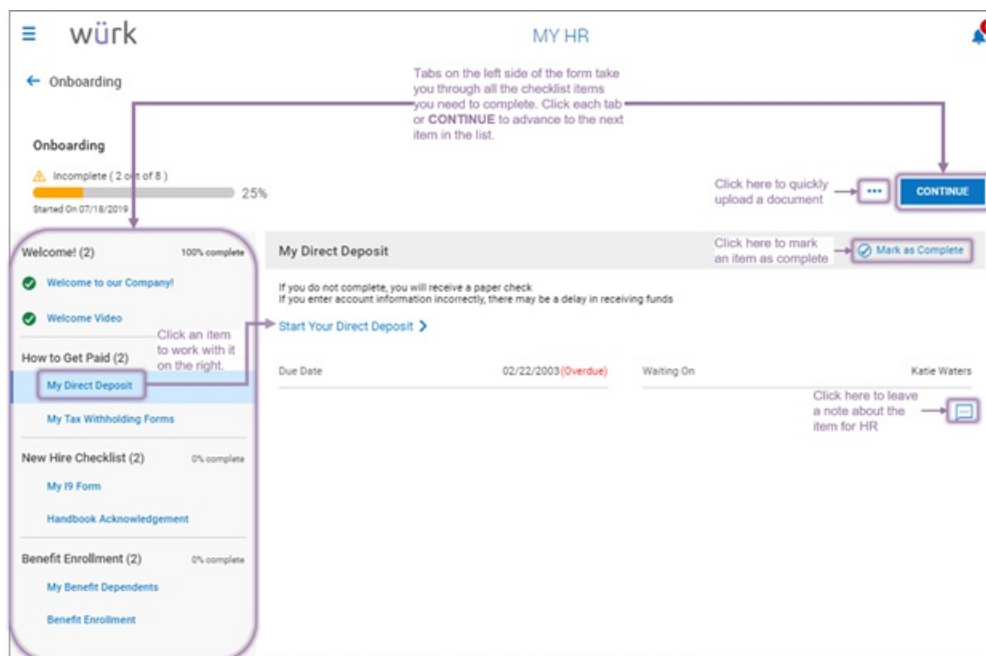 würk
MY HR
Onboarding
Tabs on the left side of the form take
you through all the checklist items
you need to complete. Click each tab
or CONTINUE to advance to the next
item in the list.
Onboarding
Incomplete ( 2 out of 8 )
25%
Started On 07/18/2019
Click here to quickly
upload a document
CONTINUE
Welcome! (2) 100% complete
Welcome to our Company!
Welcome Video
Click an item
to work with it
on the right.
How to Get Paid (2)
My Direct Deposit
My Tax Withholding Forms
New Hire Checklist (2) 0% complete
My I9 Form
Handbook Acknowledgement
Benefit Enrollment (2) 0% complete
My Benefit Dependents
Benefit Enrollment
My Direct Deposit
Click here to mark
an item as complete
Mark as Complete
If you do not complete, you will receive a paper check
If you enter account information incorrectly, there may be a delay in receiving funds
Start Your Direct Deposit
Due Date 02/22/2003(Overdue)
Waiting On Katie Waters
Click here to leave
a note about the
item for HR